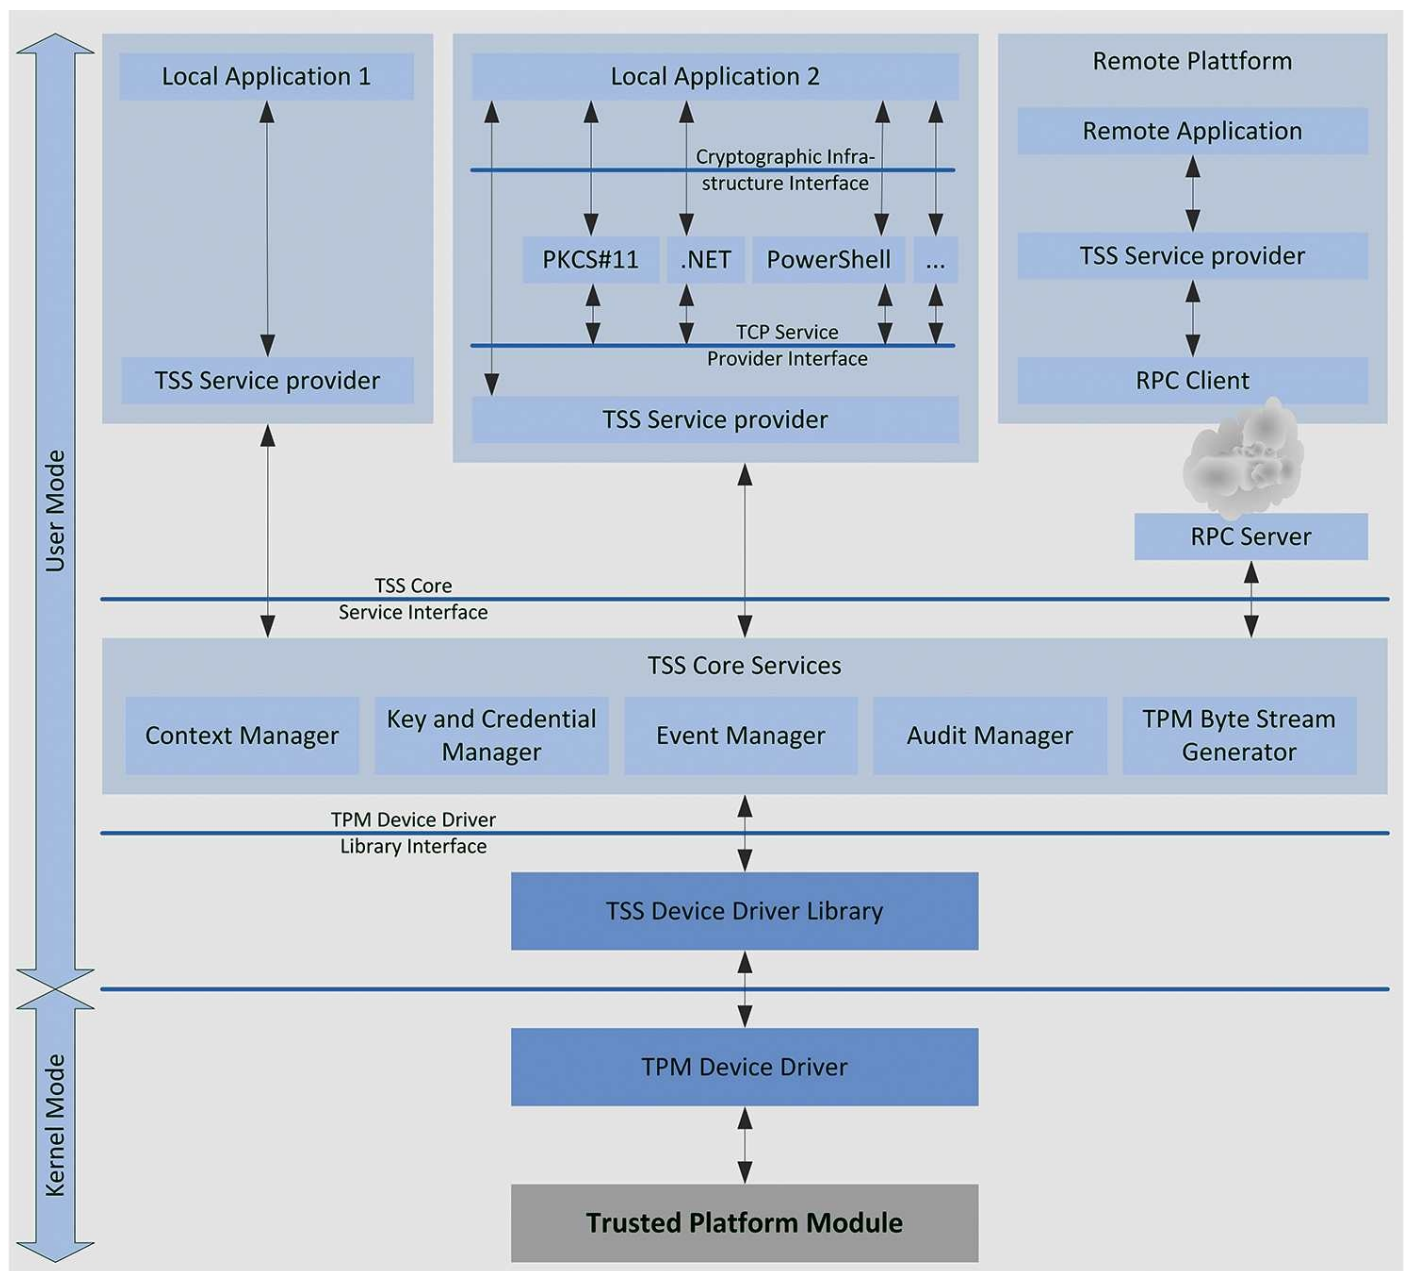 Local Application 1
Local Application 2
Remote Plattform
Remote Application
Cryptographic Infra-
structure Interface
PKCS#11
.NET
PowerShell
...
TSS Service provider
TCP Service
Provider Interface
TSS Service provider
RPC Client
TSS Service provider
RPC Server
User Mode
TSS Core
Service Interface
TSS Core Services
Context Manager
Key and Credential
Manager
Event Manager
Audit Manager
TPM Byte Stream
Generator
TPM Device Driver
Library Interface
TSS Device Driver Library
Kernel Mode
TPM Device Driver
Trusted Platform Module